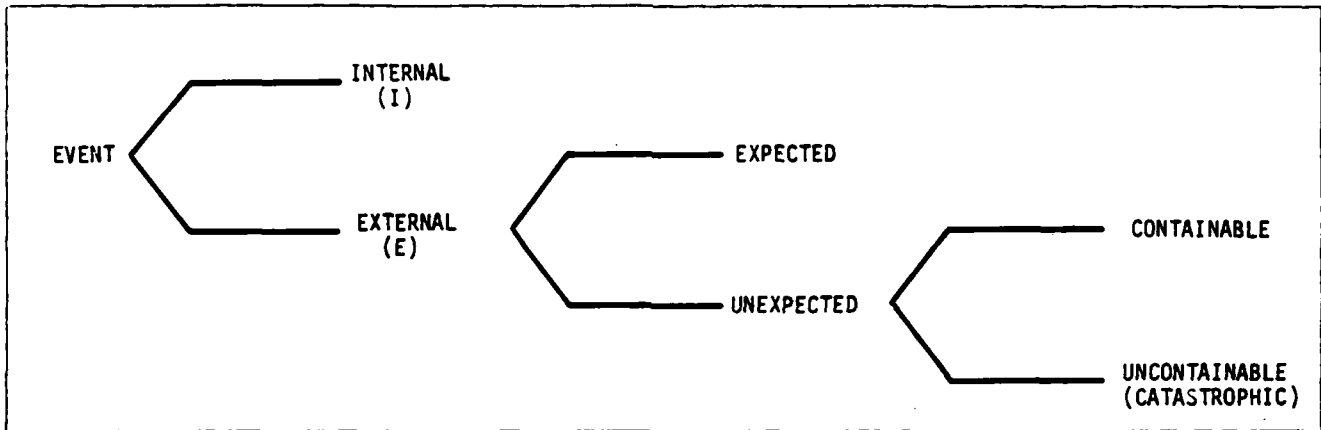 EVENT
INTERNAL
(I)
EXTERNAL
(E)
EXPECTED
UNEXPECTED
CONTAINABLE
UNCONTAINABLE
(CATASTROPHIC)